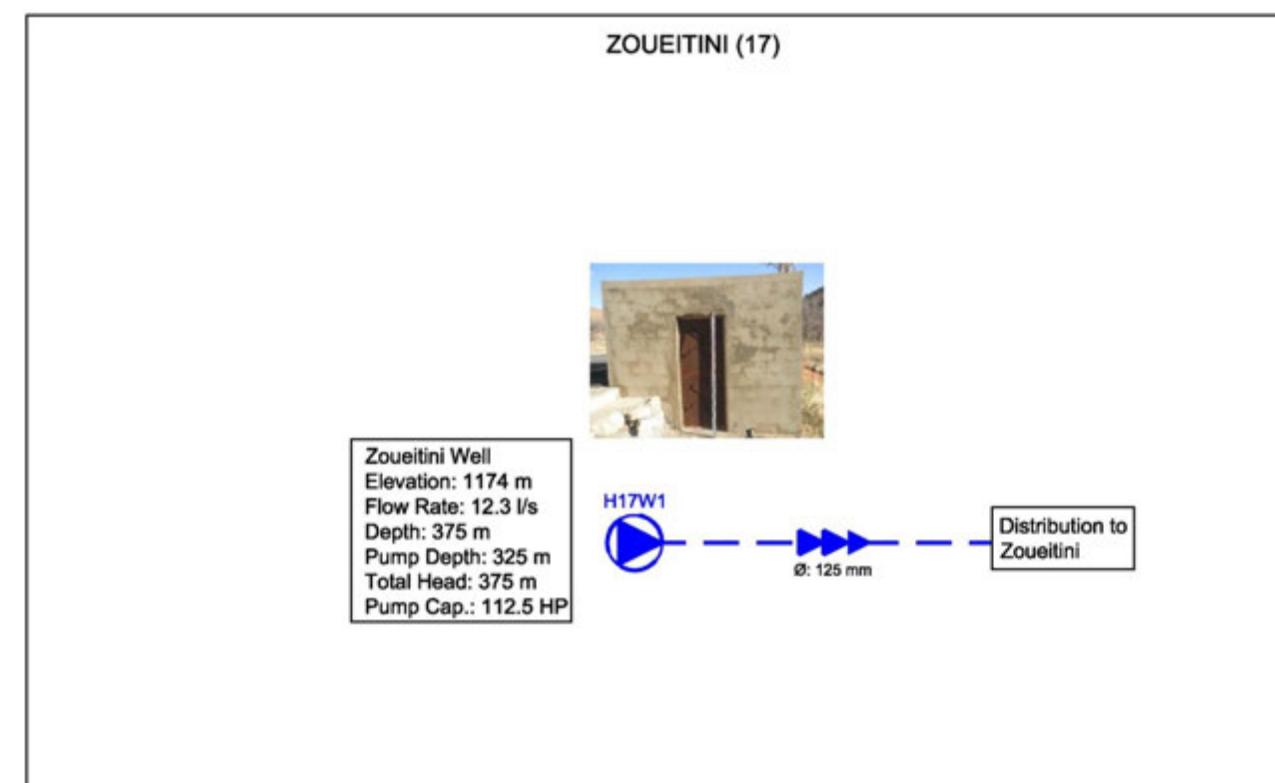 ZOUEITINI (17)
Zoueitini Well
Elevation: 1174 m
Flow Rate: 12.3 l/s
Depth: 375 m
Pump Depth: 325 m
Total Head: 375 m
Pump Cap.: 112.5 HP
H17W1
Ø: 125 mm
Distribution to
Zoueitini